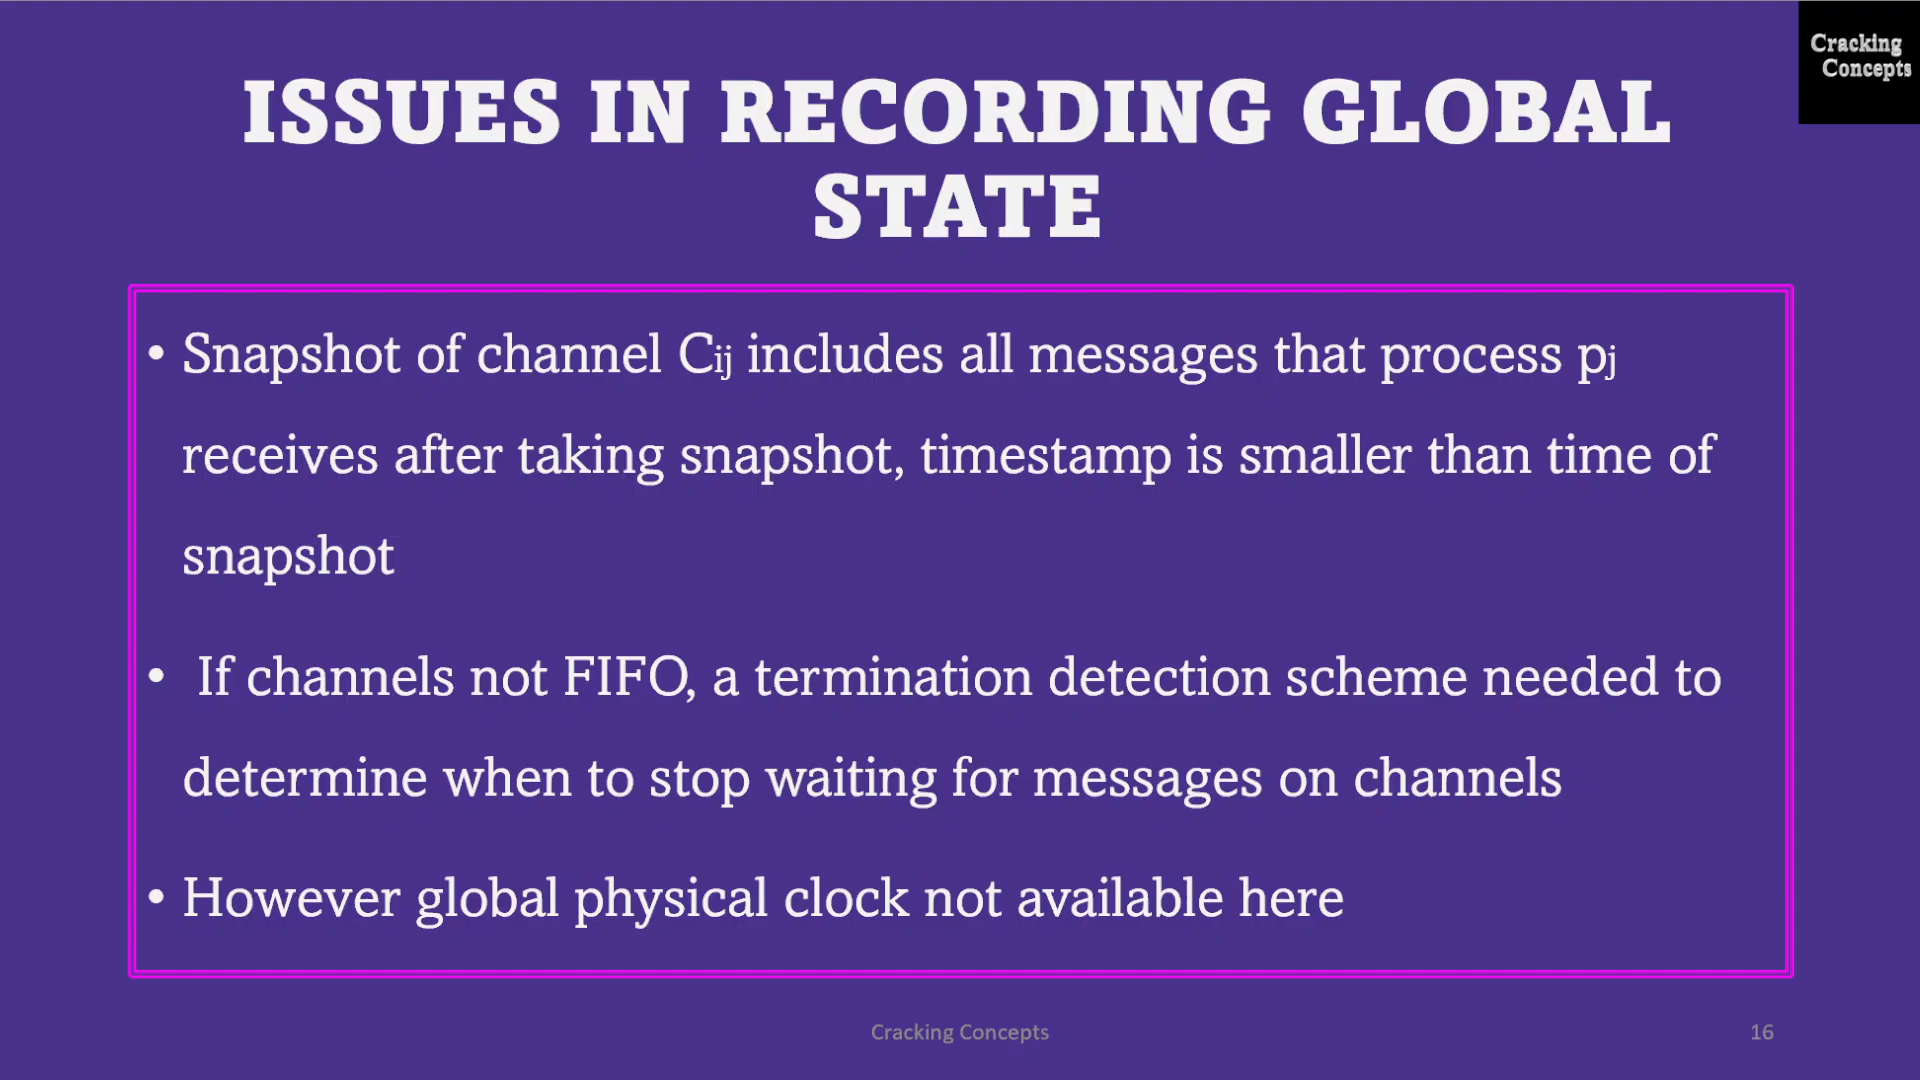 Cracking
Concepts
ISSUES IN RECORDING GLOBAL
STATE
• Snapshot of channel Cij includes all messages that process pj
receives after taking snapshot, timestamp is smaller than time of
snapshot
• If channels not FIFO, a termination detection scheme needed to
determine when to stop waiting for messages on channels
• However global physical clock not available here
Cracking Concepts
16